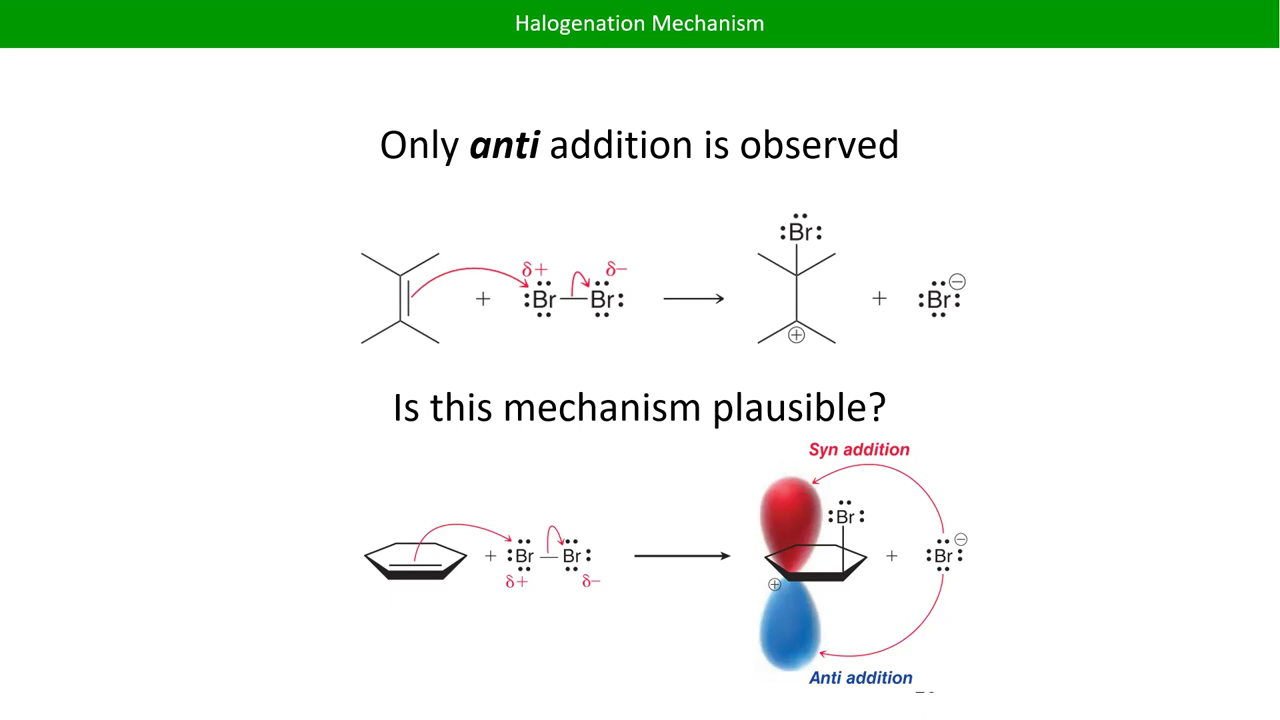 Halogenation Mechanism
Only anti addition is observed
Br
δ+ δ−
+ Br Br + Br ⊖
⊕
Is this mechanism plausible?
Syn addition
Br
+ Br Br + Br ⊖
δ+ δ−
⊕
Anti addition